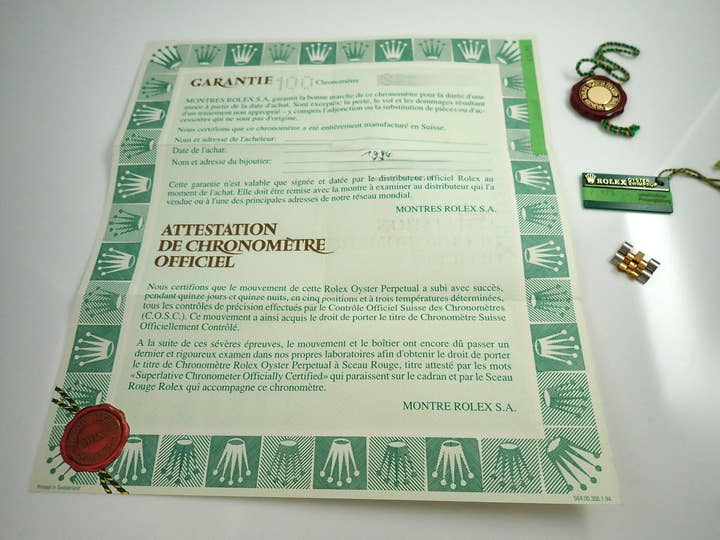 GARANTIE
Chronomètre
MONTRES ROLEX S.A. garantit la bonne marche de ce chronomètre pour la durée d'une
année à partir de la date d'achat. Sont exceptés: la perte, le vol et les dommages résultant
d'un traitement non approprié – y compris l'adjonction ou la substitution de pièces ou d'ac-
cessoires qui ne sont pas d'origine.
Nous certifions que ce chronomètre a été entièrement manufacturé en Suisse.
Nom et adresse de l'acheteur:
Date de l'achat:
1994
Nom et adresse du bijoutier:
Cette garantie n'est valable que signée et datée par le distributeur officiel Rolex au
moment de l'achat. Elle doit être remise avec la montre à examiner au distributeur qui l'a
vendue ou à l'une des principales adresses de notre réseau mondial.
MONTRES ROLEX S.A.
ATTESTATION
DE CHRONOMÈTRE
OFFICIEL
Nous certifions que le mouvement de cette Rolex Oyster Perpetual a subi avec succès,
pendant quinze jours et quinze nuits, en cinq positions et à trois températures déterminées,
tous les contrôles de précision effectués par le Contrôle Officiel Suisse des Chronomètres
(C.O.S.C.). Ce mouvement a ainsi acquis le droit de porter le titre de Chronomètre Suisse
Officiellement Contrôlé.
A la suite de ces sévères épreuves, le mouvement et le boîtier ont encore dû passer un
dernier et rigoureux examen dans nos propres laboratoires afin d'obtenir le droit de porter
le titre de Chronomètre Rolex Oyster Perpetual à Sceau Rouge, titre attesté par les mots
«Superlative Chronometer Officially Certified» qui paraissent sur le cadran et par le Sceau
Rouge Rolex qui accompagne ce chronomètre.
MONTRE ROLEX S.A.
Printed in Switzerland
564.00.300.1.94
ROLEX OYSTER